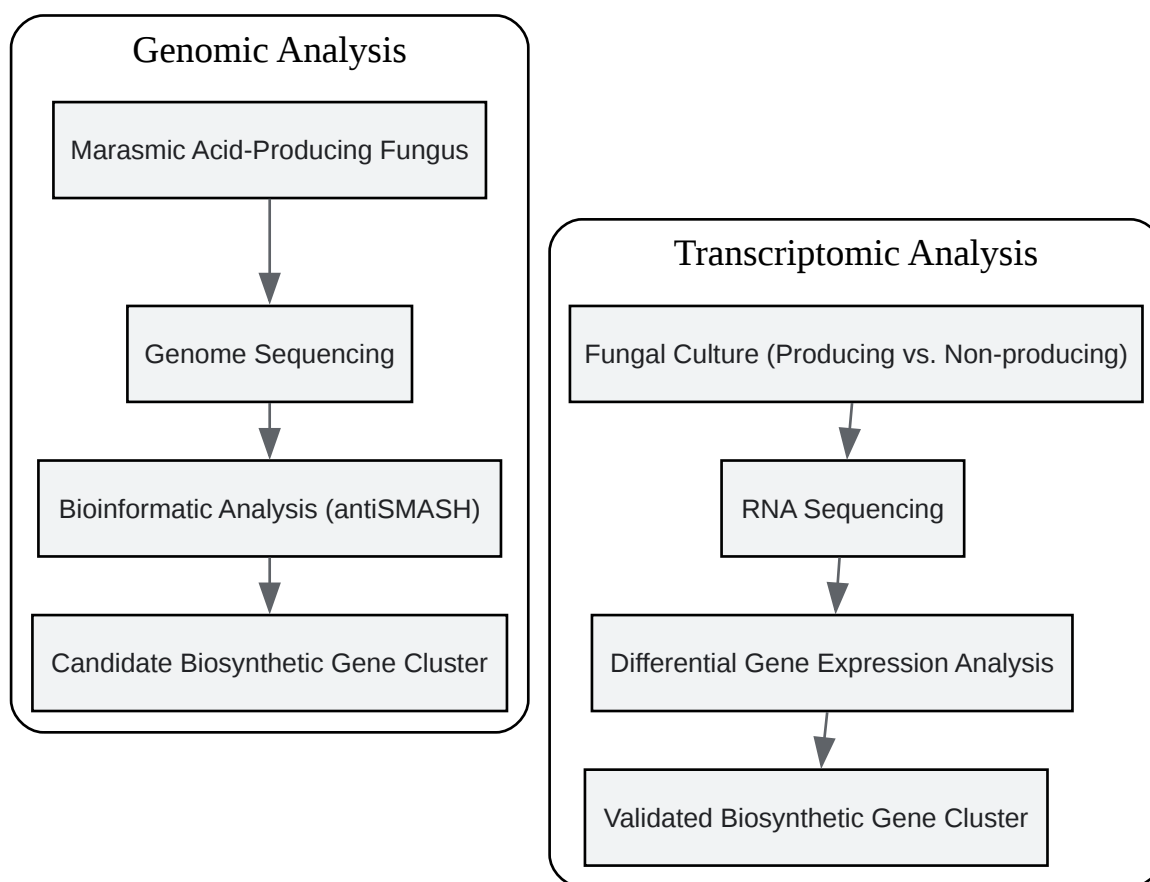 Genomic Analysis
Marasmic Acid-Producing Fungus
Genome Sequencing
Bioinformatic Analysis (antiSMASH)
Candidate Biosynthetic Gene Cluster
Transcriptomic Analysis
Fungal Culture (Producing vs. Non-producing)
RNA Sequencing
Differential Gene Expression Analysis
Validated Biosynthetic Gene Cluster